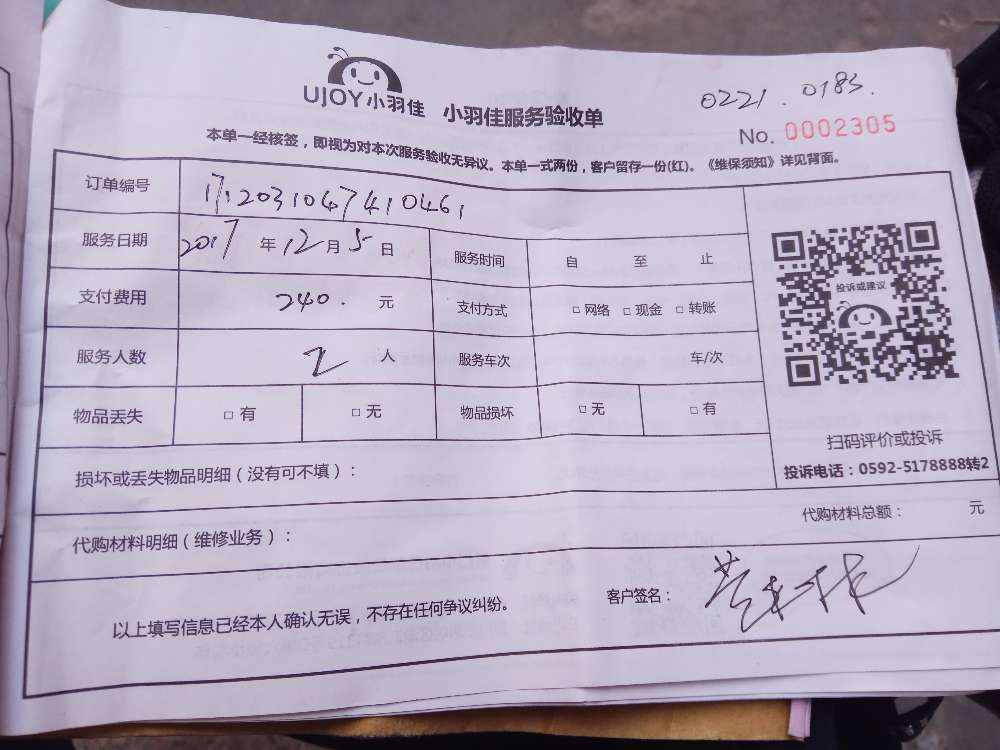 UJOY小羽佳 小羽佳服务验收单
0221.0183.
No. 0002305
本单一经核签，即视为对本次服务验收无异议。本单一式两份，客户留存一份(红)。《维保须知》详见背面。
订单编号 1712031047410461
服务日期 2017年12月5日 服务时间 自 至 止
支付费用 240. 元 支付方式 □网络 □现金 □转账
服务人数 2 人 服务车次 车/次
物品丢失 □有 □无 物品损坏 □无 □有
投诉或建议
扫码评价或投诉
投诉电话：0592-5178888转2
损坏或丢失物品明细（没有可不填）：
代购材料明细（维修业务）： 代购材料总额： 元
以上填写信息已经本人确认无误，不存在任何争议纠纷。 客户签名：